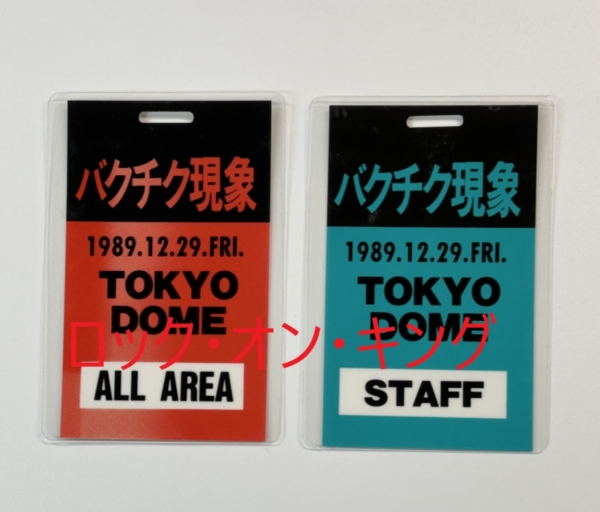 バクチク現象
1989.12.29.FRI.
TOKYO
DOME
ALL AREA
バクチク現象
1989.12.29.FRI.
TOKYO
DOME
STAFF
ロック・オン・キング